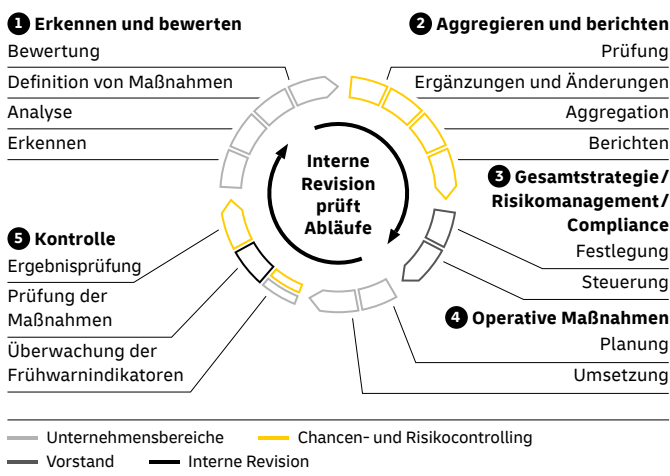 1 Erkennen und bewerten
Bewertung
Definition von Maßnahmen
Analyse
Erkennen
2 Aggregieren und berichten
Prüfung
Ergänzungen und Änderungen
Aggregation
Berichten
3 Gesamtstrategie/
Risikomanagement/
Compliance
Festlegung
Steuerung
4 Operative Maßnahmen
Planung
Umsetzung
5 Kontrolle
Ergebnisprüfung
Prüfung der
Maßnahmen
Überwachung der
Frühwarnindikatoren
Interne
Revision
prüft
Abläufe
Unternehmensbereiche
Chancen- und Risikocontrolling
Vorstand
Interne Revision